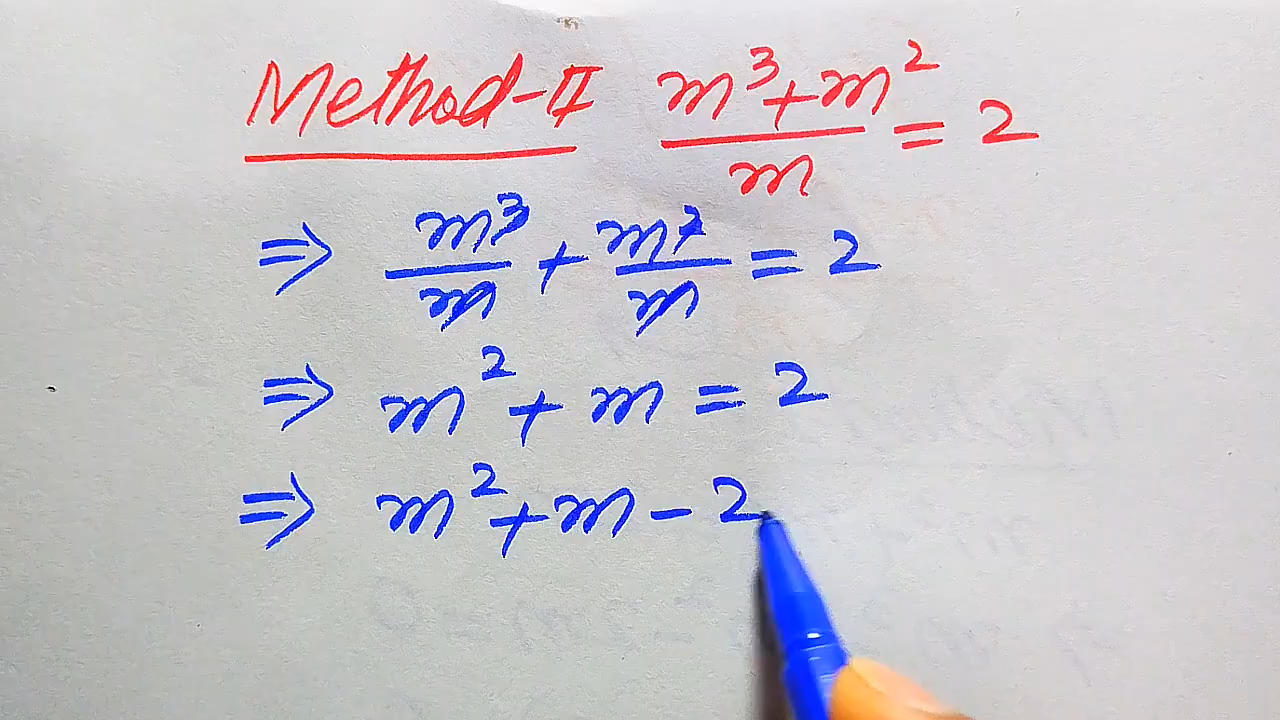 Method-II m³+m²/m = 2
⇒ m³/m + m²/m = 2
⇒ m² + m = 2
⇒ m² + m - 2